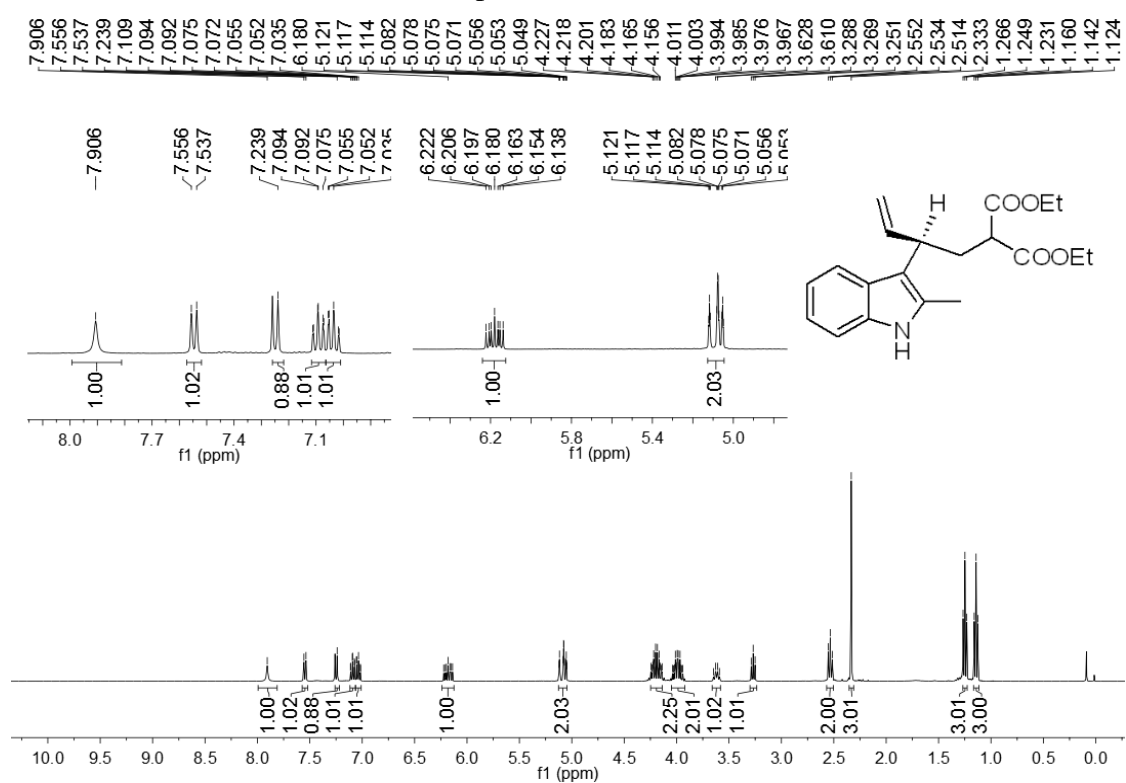 7.906 7.556 7.537 7.239 7.109 7.094 7.092 7.075 7.072 7.055 7.052 7.035 6.180 5.121 5.117 5.114 5.082 5.078 5.075 5.071 5.056 5.053 5.049 4.227 4.218 4.201 4.183 4.165 4.156 4.011 4.003 3.994 3.985 3.976 3.967 3.628 3.610 3.288 3.269 3.251 2.552 2.534 2.514 2.333 1.266 1.249 1.231 1.160 1.142 1.124
7.906 7.556 7.537 7.239 7.094 7.092 7.075 7.055 7.052 7.035
6.222 6.206 6.197 6.180 6.163 6.154 6.138
5.121 5.117 5.114 5.082 5.078 5.075 5.071 5.056 5.053
H
COOEt
COOEt
N
H
1.00 1.02 0.88 1.01 1.01
8.0 7.7 7.4 7.1
f1 (ppm)
1.00 2.03
6.2 5.8 5.4 5.0
f1 (ppm)
1.00 1.02 0.88 1.01 1.01 1.00 2.03 2.25 2.01 1.02 1.01 2.00 3.01 3.01 3.00
10.0 9.5 9.0 8.5 8.0 7.5 7.0 6.5 6.0 5.5 5.0 4.5 4.0 3.5 3.0 2.5 2.0 1.5 1.0 0.5 0.0
f1 (ppm)